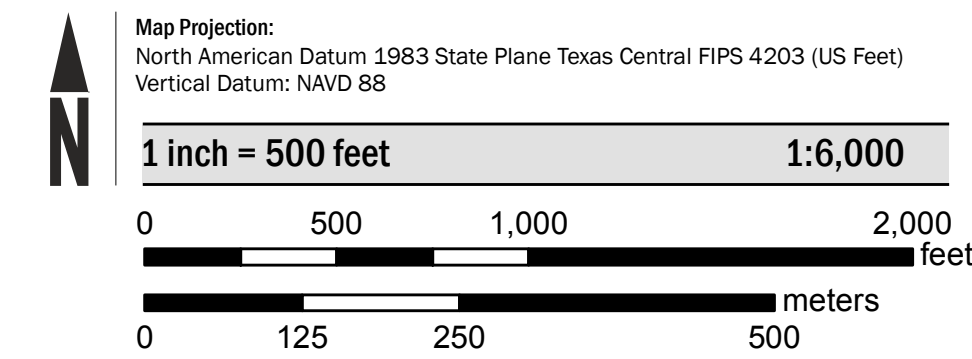 Map Projection:
North American Datum 1983 State Plane Texas Central FIPS 4203 (US Feet)
Vertical Datum: NAVD 88
N
1 inch = 500 feet 1:6,000
0 500 1,000 2,000
feet
meters
0 125 250 500